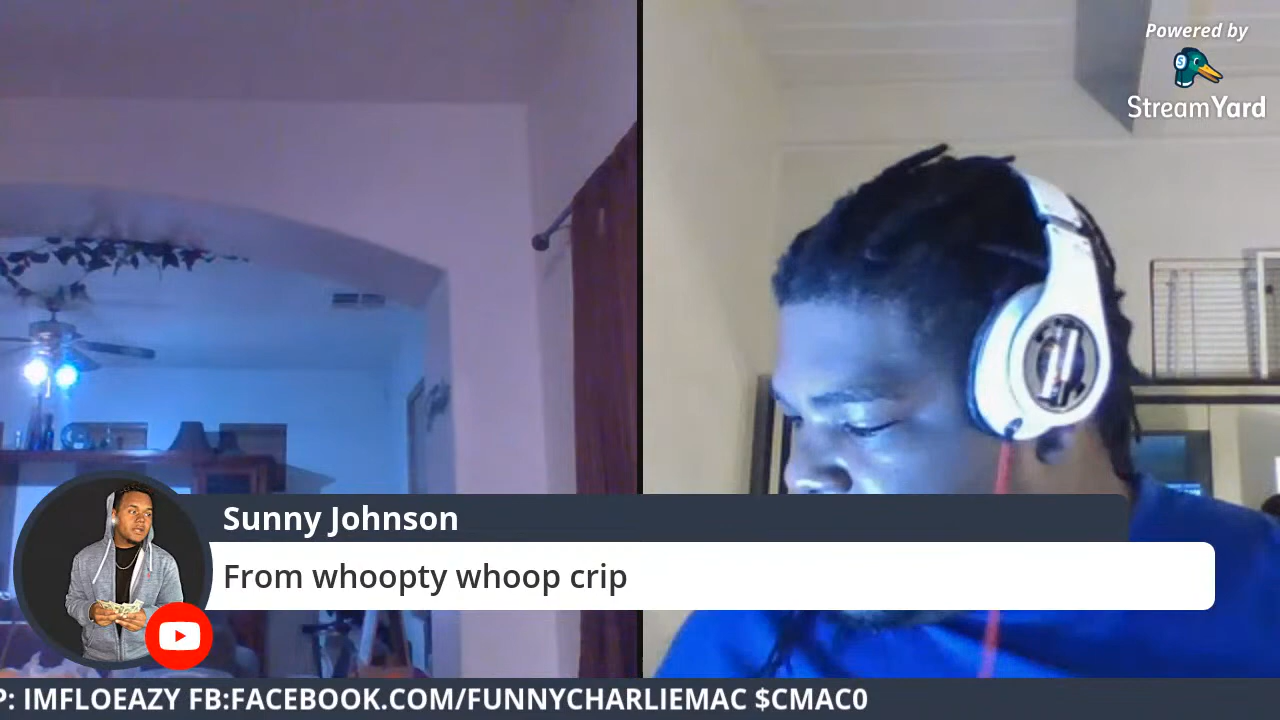 Powered by
StreamYard
Sunny Johnson
From whoopty whoop crip
P: IMFLOEAZY FB:FACEBOOK.COM/FUNNYCHARLIEMAC $CMAC0